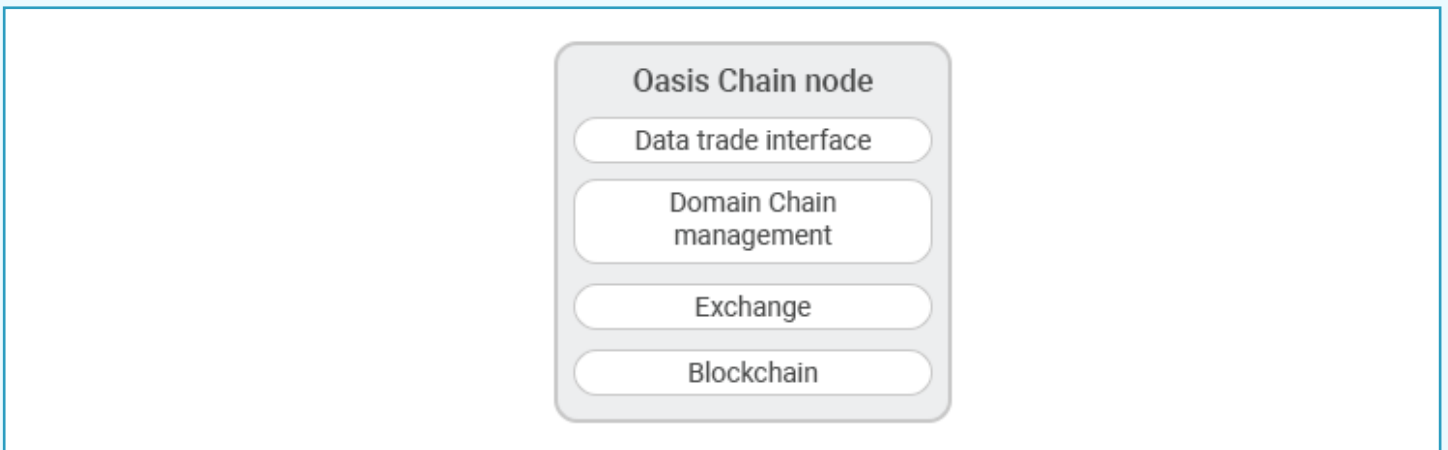 Oasis Chain node
Data trade interface
Domain Chain
management
Exchange
Blockchain